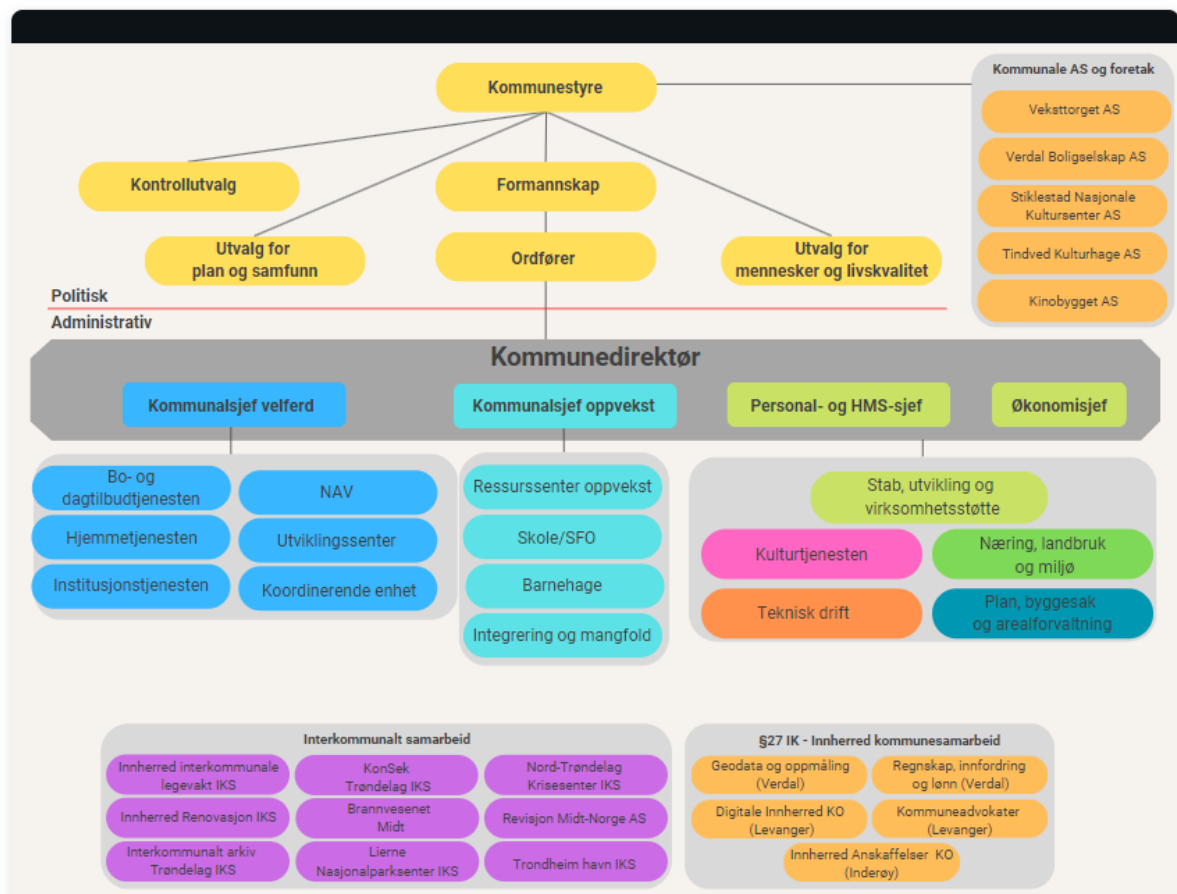 Kommunestyre
Kommunale AS og foretak
Veksttorget AS
Verdal Boligselskap AS
Stiklestad Nasjonale
Kultursenter AS
Tindved Kulturhage AS
Kinobygget AS
Kontrollutvalg
Formannskap
Utvalg for
plan og samfunn
Ordfører
Utvalg for
mennesker og livskvalitet
Politisk
Administrativ
Kommunedirektør
Kommunalsjef velferd
Kommunalsjef oppvekst
Personal- og HMS-sjef
Økonomisjef
Bo- og
dagtilbudtjenesten
NAV
Hjemmetjenesten
Utviklingssenter
Institusjonstjenesten
Koordinerende enhet
Ressurssenter oppvekst
Skole/SFO
Barnehage
Integrering og mangfold
Stab, utvikling og
virksomhetsstøtte
Kulturtjenesten
Næring, landbruk
og miljø
Teknisk drift
Plan, byggesak
og arealforvaltning
Interkommunalt samarbeid
Innherred interkommunale
legevakt IKS
KonSek
Trøndelag IKS
Nord-Trøndelag
Krisesenter IKS
Innherred Renovasjon IKS
Brannvesenet
Midt
Revisjon Midt-Norge AS
Interkommunalt arkiv
Trøndelag IKS
Lierne
Nasjonalparksenter IKS
Trondheim havn IKS
§27 IK - Innherred kommunesamarbeid
Geodata og oppmåling
(Verdal)
Regnskap, innfordring
og lønn (Verdal)
Digitale Innherred KO
(Levanger)
Kommuneadvokater
(Levanger)
Innherred Anskaffelser KO
(Inderøy)